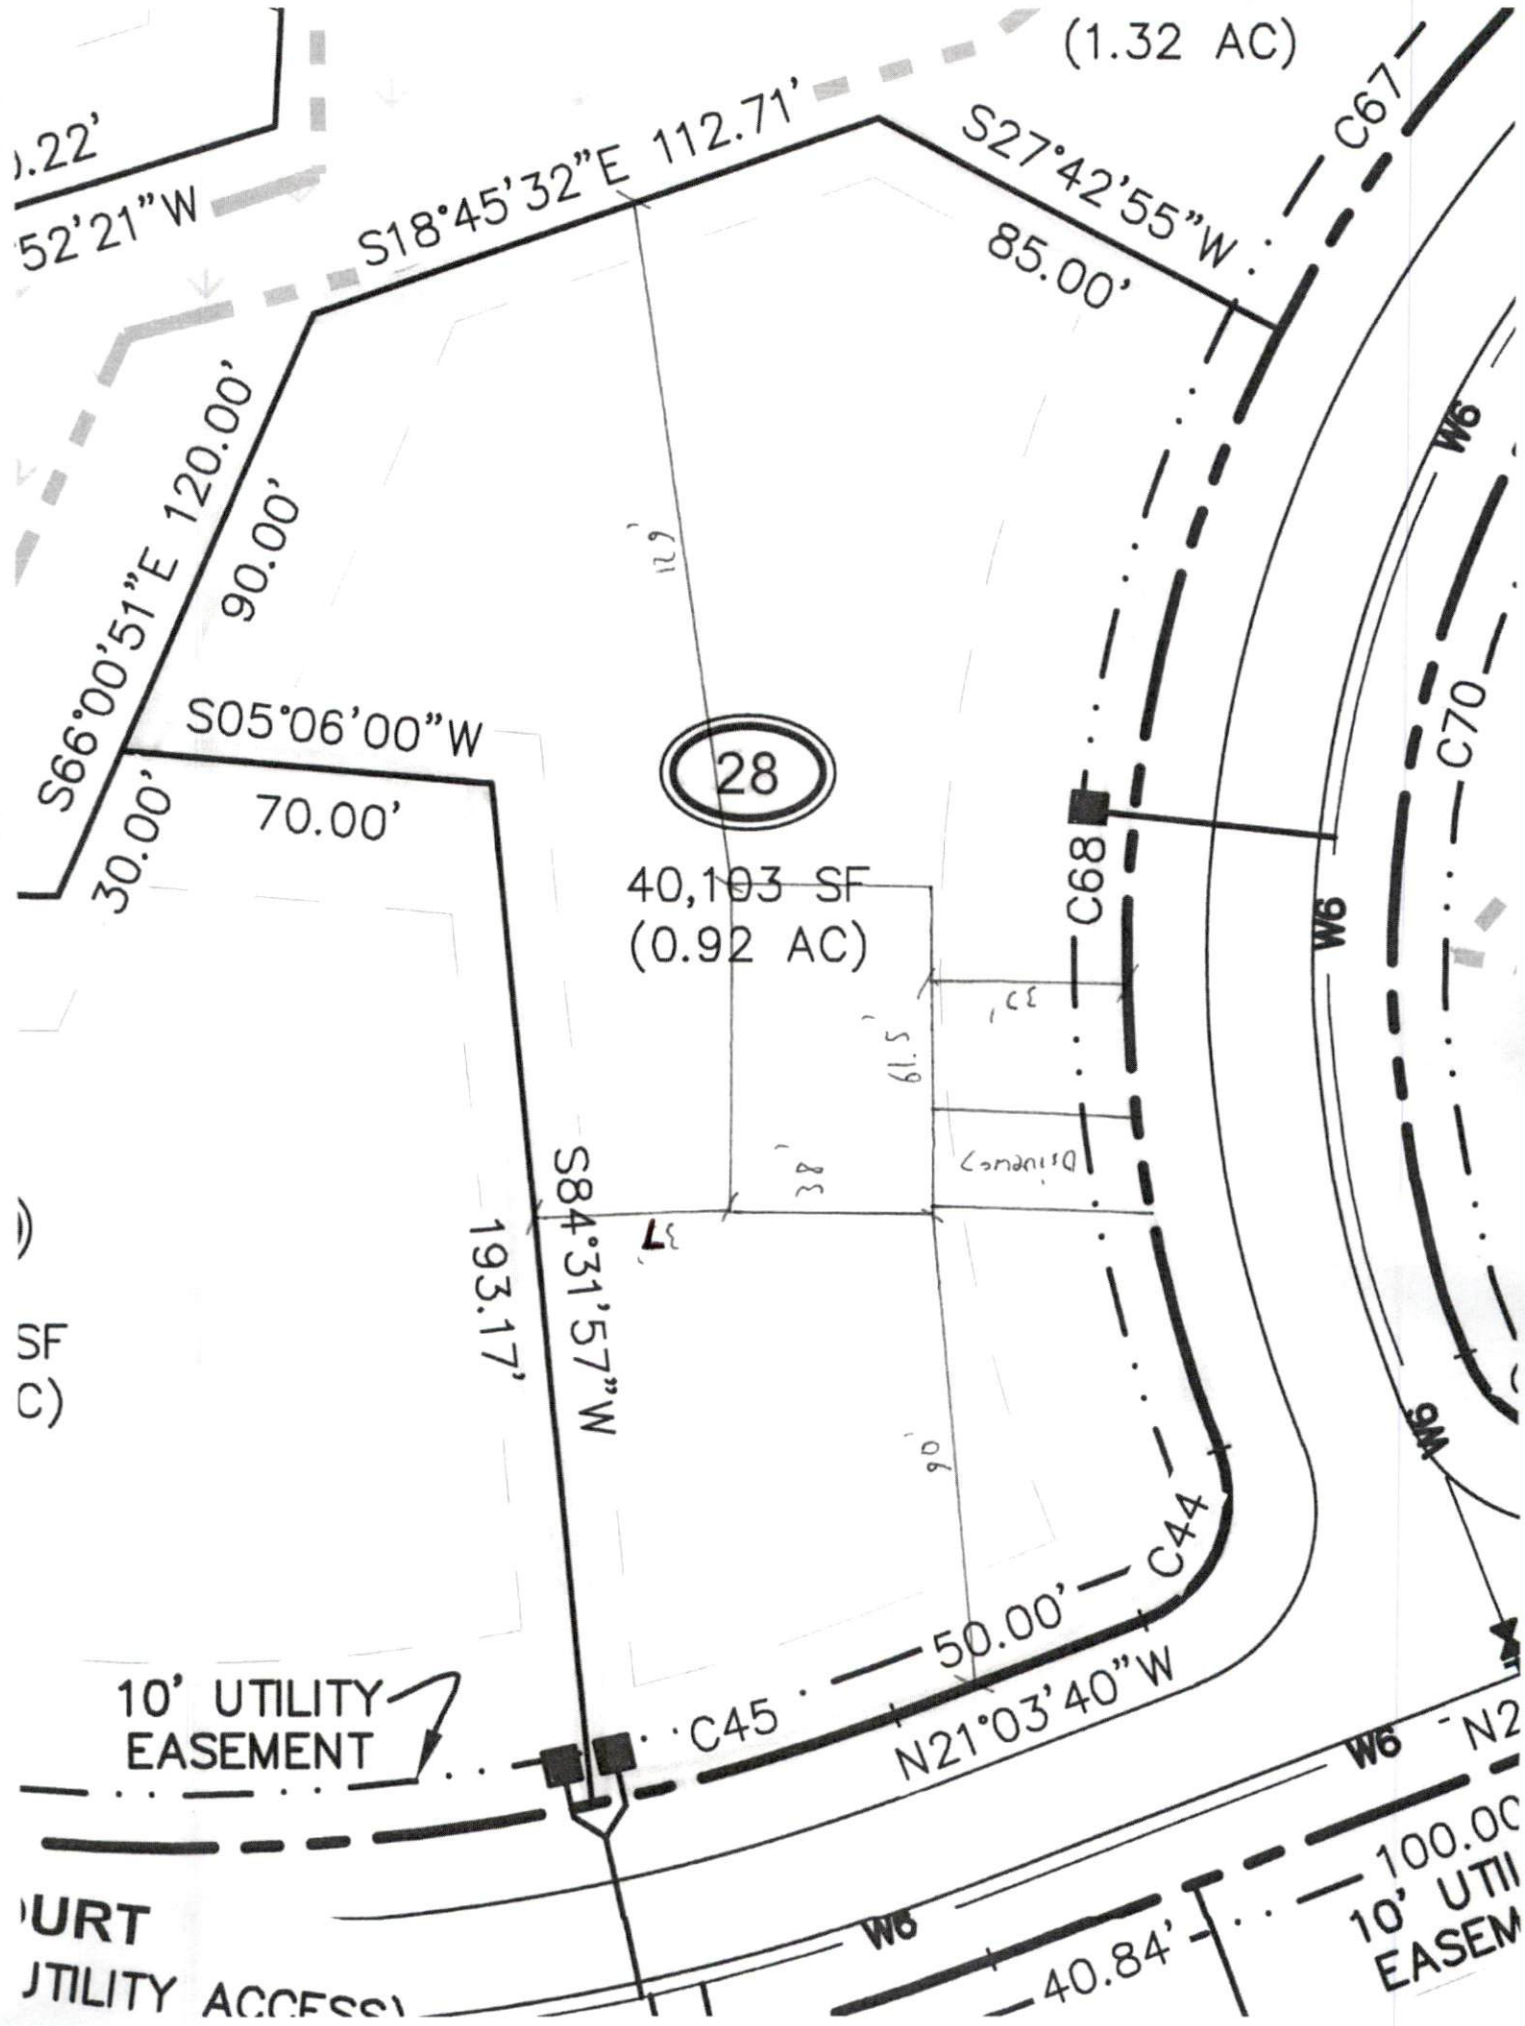 (1.32 AC)
C67
).22'
52'21"W
S18°45'32"E 112.71'
S27°42'55"W
85.00'
S66°00'51"E 120.00'
90.00'
129'
W6
S05°06'00"W
70.00'
30.00'
28
40,103 SF
(0.92 AC)
C68
C70
W6
33'
61.5'
38'
Driveway
37'
S84°31'57"W
193.17'
SF
C)
90'
W6
C44
50.00'
N21°03'40"W
C45
10' UTILITY
EASEMENT
W6
N2
100.00
10' UTI
EASEM
W6
40.84'
URT
UTILITY ACCESS)